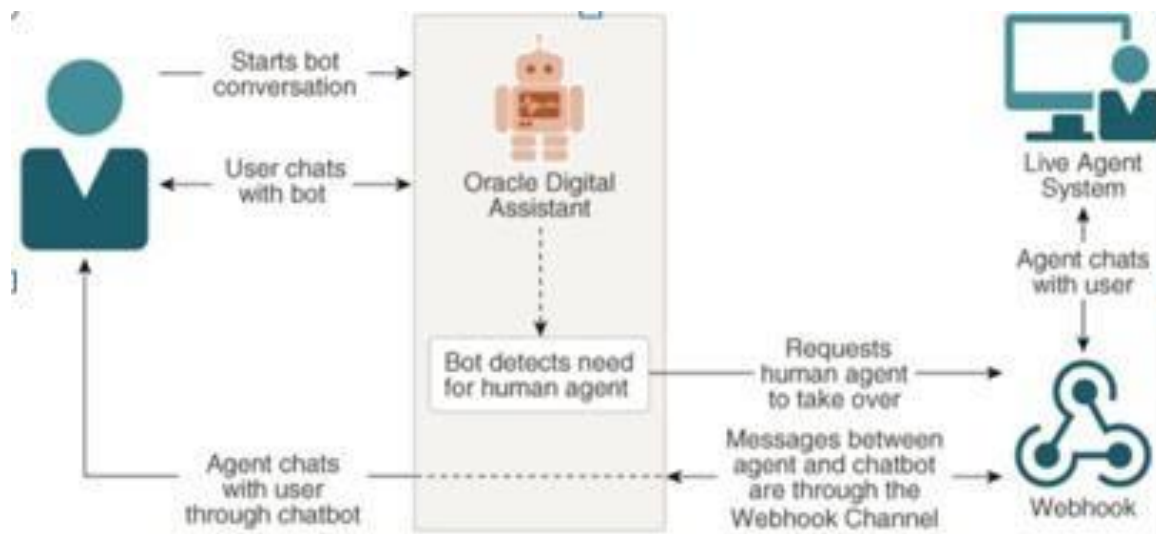 Starts bot
conversation
User chats
with bot
Oracle Digital
Assistant
Live Agent
System
Agent chats
with user
Bot detects need
for human agent
Requests
human agent
to take over
Messages between
agent and chatbot
are through the
Webhook Channel
Agent chats
with user
through chatbot
Webhook